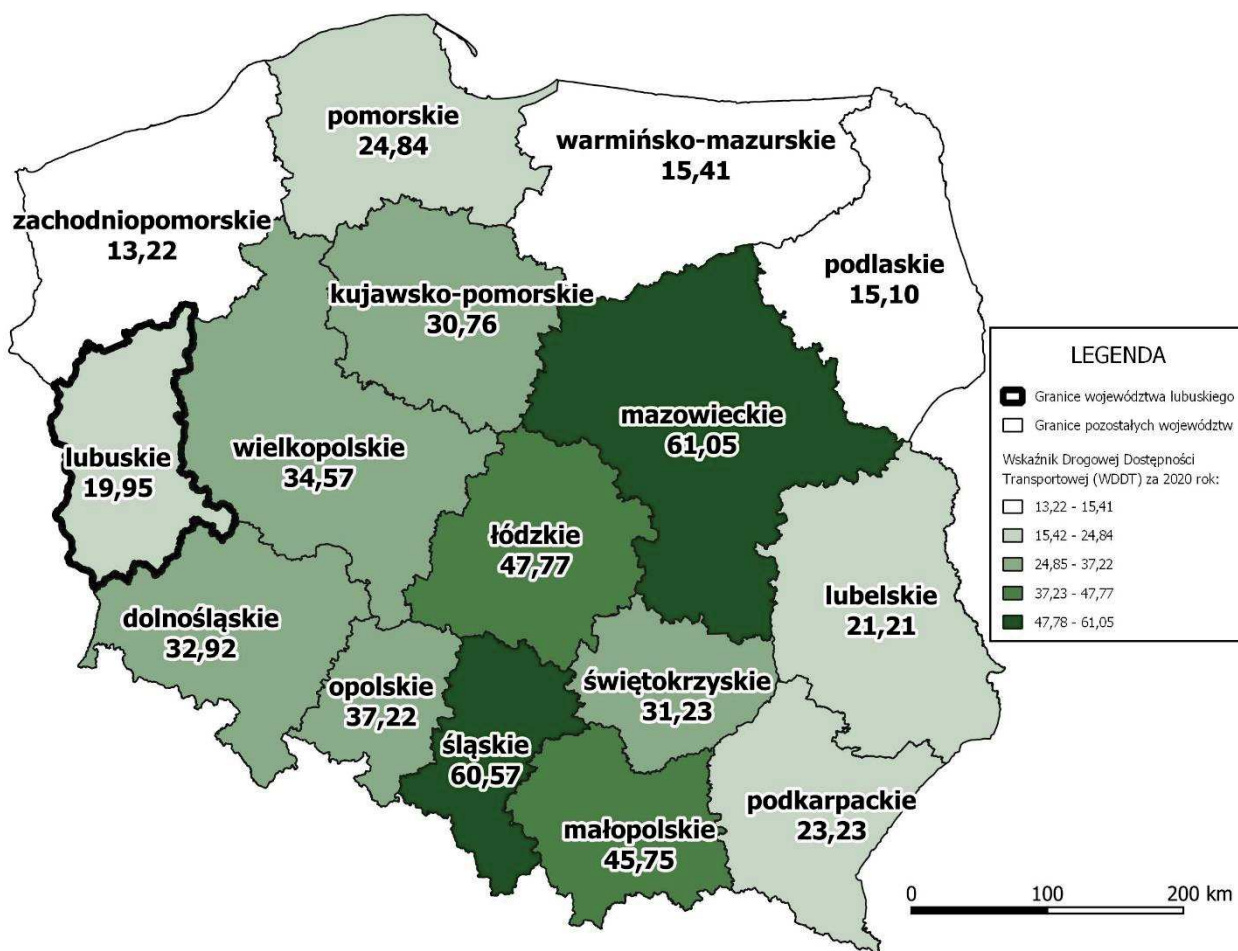 pomorskie
24,84
warmińsko-mazurskie
15,41
zachodniopomorskie
13,22
podlaskie
15,10
kujawsko-pomorskie
30,76
mazowieckie
61,05
wielkopolskie
34,57
lubuskie
19,95
łódzkie
47,77
lubelskie
21,21
dolnośląskie
32,92
opolskie
37,22
świętokrzyskie
31,23
śląskie
60,57
podkarpackie
23,23
małopolskie
45,75
LEGENDA
Granice województwa lubuskiego
Granice pozostałych województw
Wskaźnik Drogowej Dostępności
Transportowej (WDDT) za 2020 rok:
13,22 - 15,41
15,42 - 24,84
24,85 - 37,22
37,23 - 47,77
47,78 - 61,05
0 100 200 km